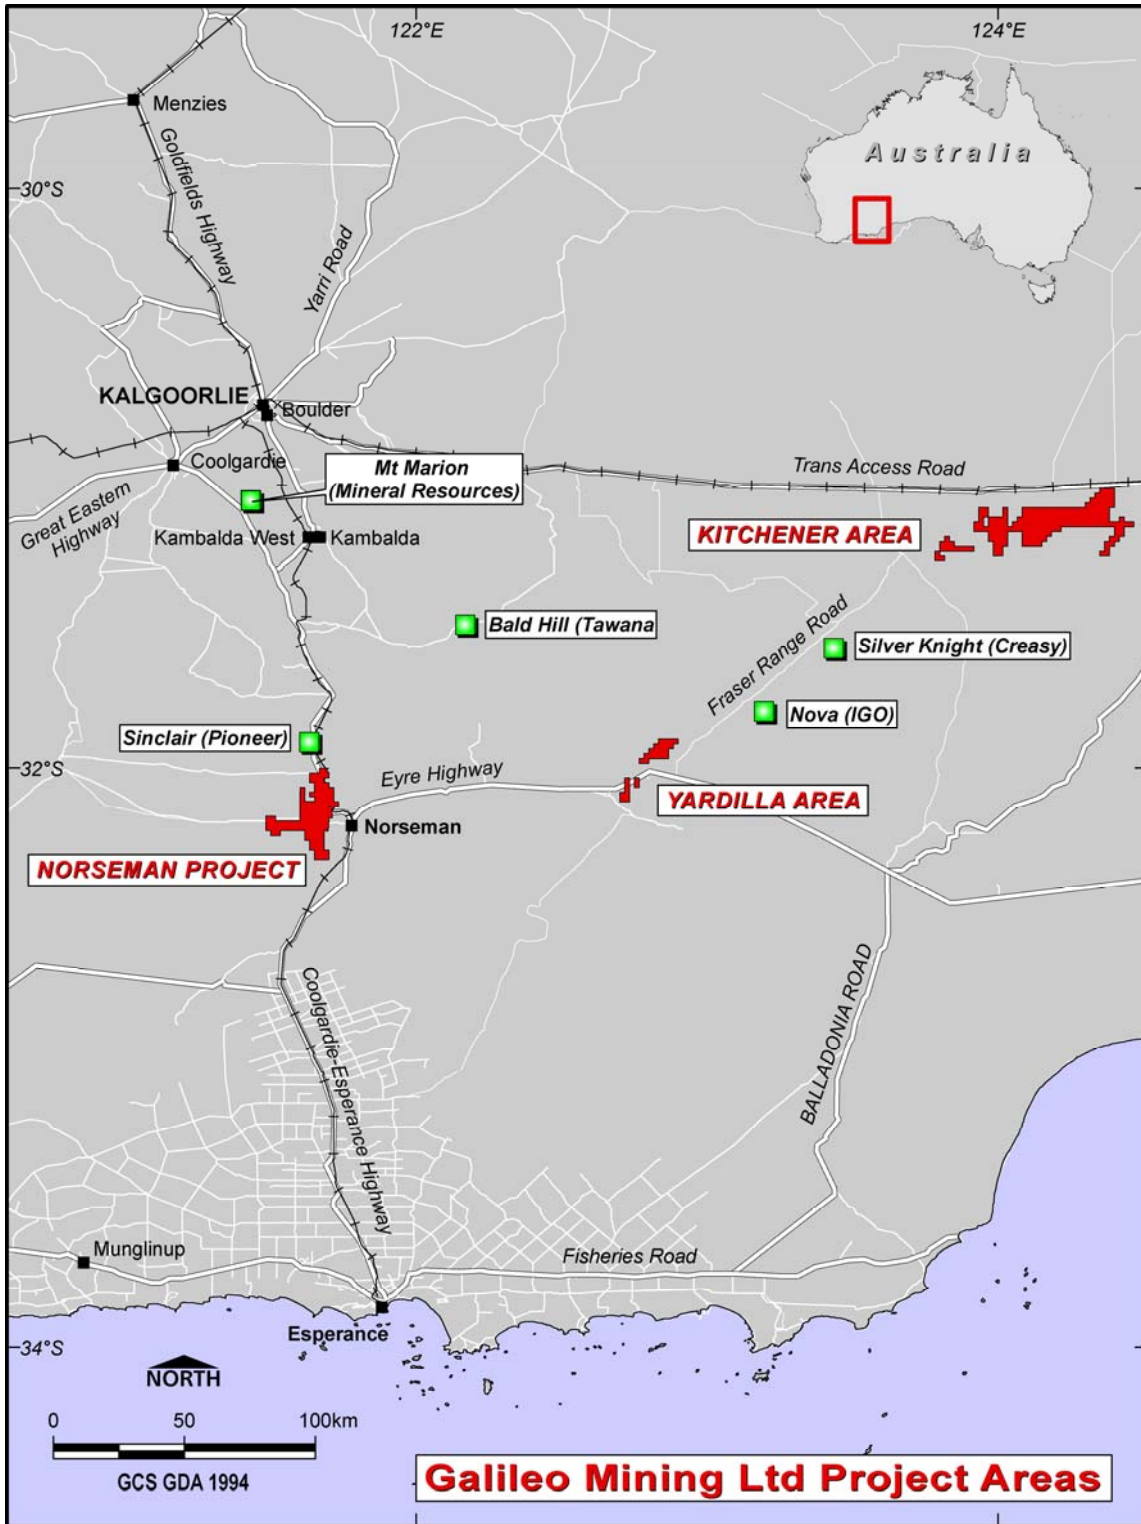 122°E
124°E
Menzies
Goldfields Highway
Australia
30°S
Yarri Road
KALGOORLIE
Boulder
Coolgardie
Mt Marion
(Mineral Resources)
Trans Access Road
Great Eastern
Highway
Kambalda West
Kambalda
KITCHENER AREA
Bald Hill (Tawana
Fraser Range Road
Silver Knight (Creasy)
Nova (IGO)
Sinclair (Pioneer)
32°S
Eyre Highway
YARDILLA AREA
Norseman
NORSEMAN PROJECT
Coolgardie-Esperance Highway
BALLADONIA ROAD
Munglinup
Fisheries Road
Esperance
34°S
NORTH
0 50 100km
GCS GDA 1994
Galileo Mining Ltd Project Areas